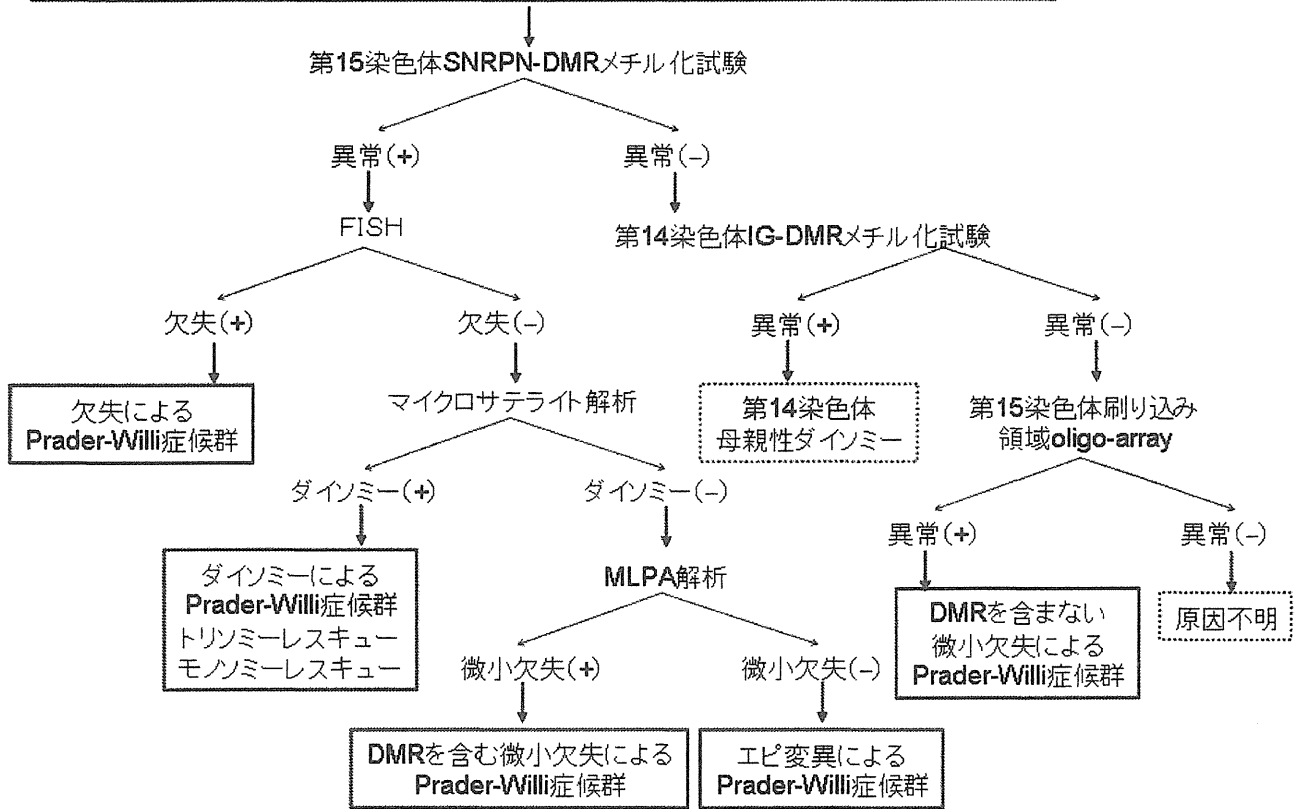 第15染色体SNRPN-DMRメチル化試験
異常(+)
異常(−)
FISH
第14染色体IG-DMRメチル化試験
欠失(+)
欠失(−)
異常(+)
異常(−)
欠失による
Prader-Willi症候群
マイクロサテライト解析
第14染色体
母親性ダイソミー
第15染色体刷り込み
領域oligo-array
ダイソミー(+)
ダイソミー(−)
異常(+)
異常(−)
ダイソミーによる
Prader-Willi症候群
トリソミーレスキュー
モノソミーレスキュー
MLPA解析
DMRを含まない
微小欠失による
Prader-Willi症候群
原因不明
微小欠失(+)
微小欠失(−)
DMRを含む微小欠失による
Prader-Willi症候群
エピ変異による
Prader-Willi症候群